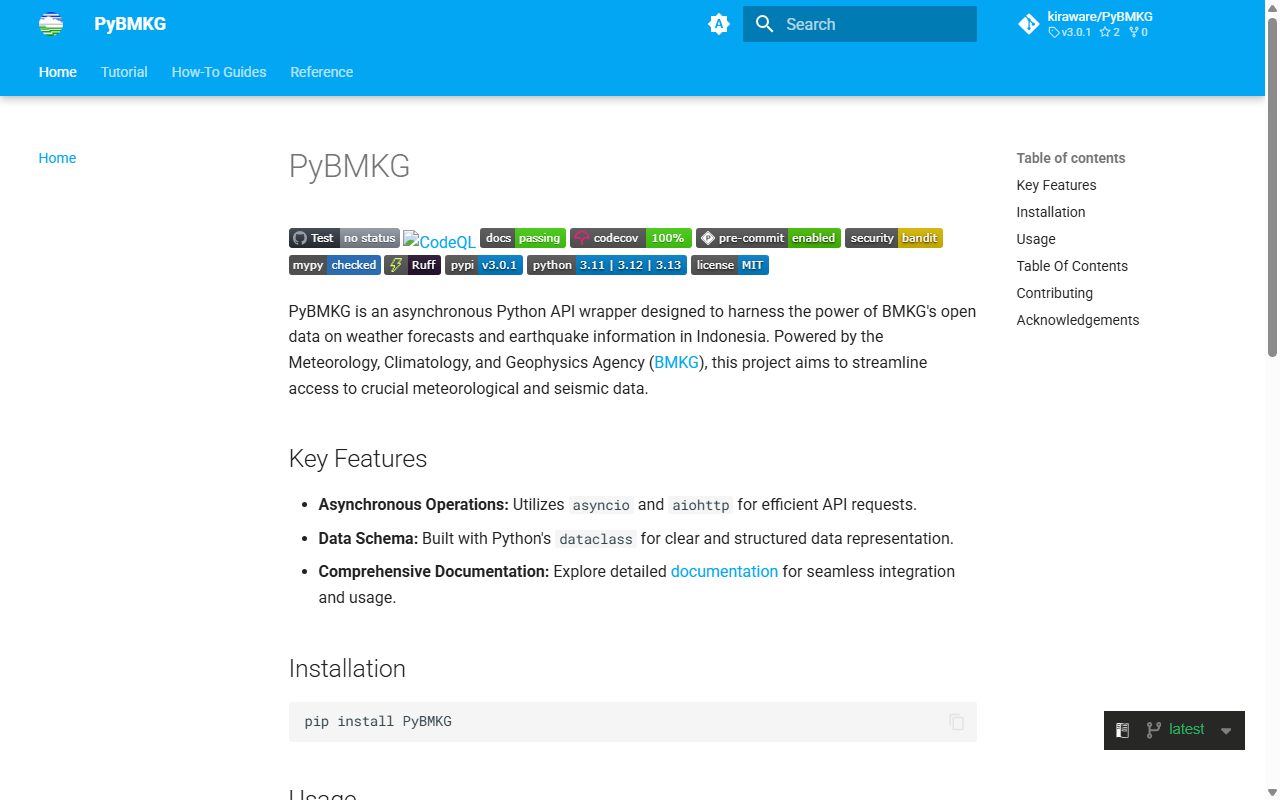 PyBMKG
A
Search
kiraware/PyBMKG
v3.0.1 2 0
Home Tutorial How-To Guides Reference
Home
PyBMKG
Test no status CodeQL docs passing codecov 100% pre-commit enabled security bandit
mypy checked Ruff pypi v3.0.1 python 3.11 | 3.12 | 3.13 license MIT
PyBMKG is an asynchronous Python API wrapper designed to harness the power of BMKG's open
data on weather forecasts and earthquake information in Indonesia. Powered by the
Meteorology, Climatology, and Geophysics Agency (BMKG), this project aims to streamline
access to crucial meteorological and seismic data.
Key Features
Asynchronous Operations: Utilizes asyncio and aiohttp for efficient API requests.
Data Schema: Built with Python's dataclass for clear and structured data representation.
Comprehensive Documentation: Explore detailed documentation for seamless integration
and usage.
Installation
pip install PyBMKG
Usage
Table of contents
Key Features
Installation
Usage
Table Of Contents
Contributing
Acknowledgements
latest